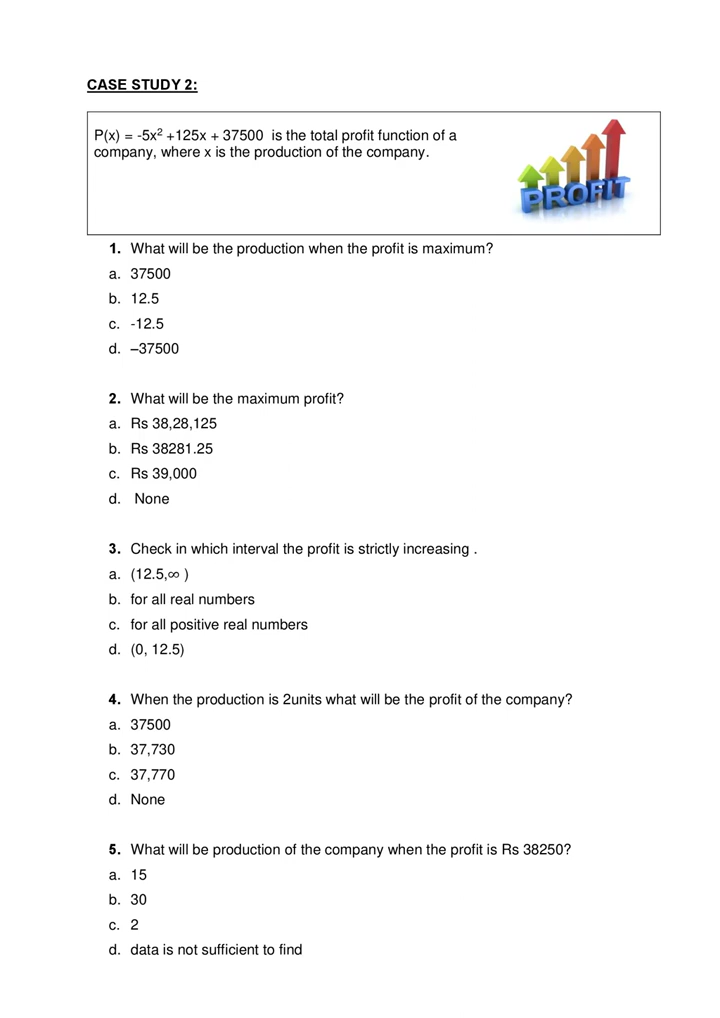 CASE STUDY 2:
P(x) = -5x² +125x + 37500 is the total profit function of a
company, where x is the production of the company.
PROFIT
1. What will be the production when the profit is maximum?
a. 37500
b. 12.5
c. -12.5
d. –37500
2. What will be the maximum profit?
a. Rs 38,28,125
b. Rs 38281.25
c. Rs 39,000
d. None
3. Check in which interval the profit is strictly increasing .
a. (12.5,∞ )
b. for all real numbers
c. for all positive real numbers
d. (0, 12.5)
4. When the production is 2units what will be the profit of the company?
a. 37500
b. 37,730
c. 37,770
d. None
5. What will be production of the company when the profit is Rs 38250?
a. 15
b. 30
c. 2
d. data is not sufficient to find